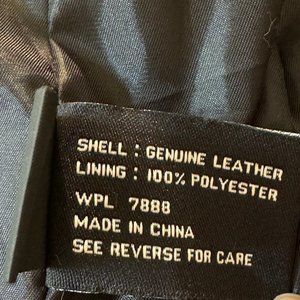 SHELL : GENUINE LEATHER
LINING : 100% POLYESTER
WPL 7888
MADE IN CHINA
SEE REVERSE FOR CARE